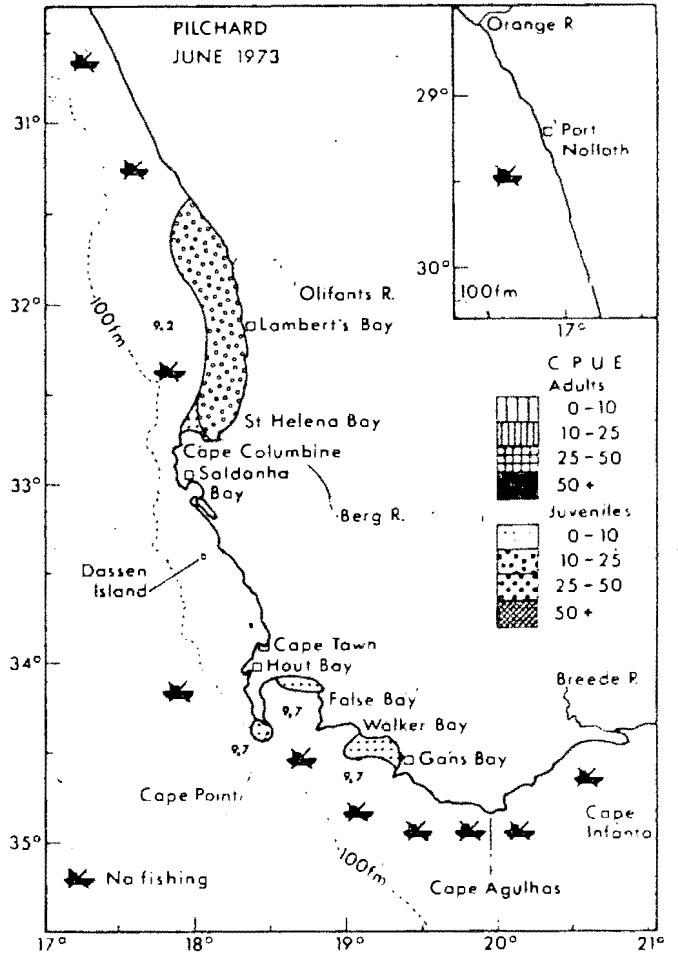 PILCHARD
JUNE 1973
Orange R
29°
Port
Nolloth
30°
100fm
17°
31°
32°
33°
34°
35°
100fm
Olifants R.
9,2
Lambert's Bay
St Helena Bay
Cape Columbine
Saldanha
Bay
Berg R.
Dassen
Island
Cape Town
Hout Bay
False Bay
9,7
Walker Bay
9,7
Gans Bay
9,7
Breede R.
Cape Point
Cape
Infanta
100fm
Cape Agulhas
No fishing
C P U E
Adults
0-10
10-25
25-50
50+
Juveniles
0-10
10-25
25-50
50+
17°
18°
19°
20°
21°